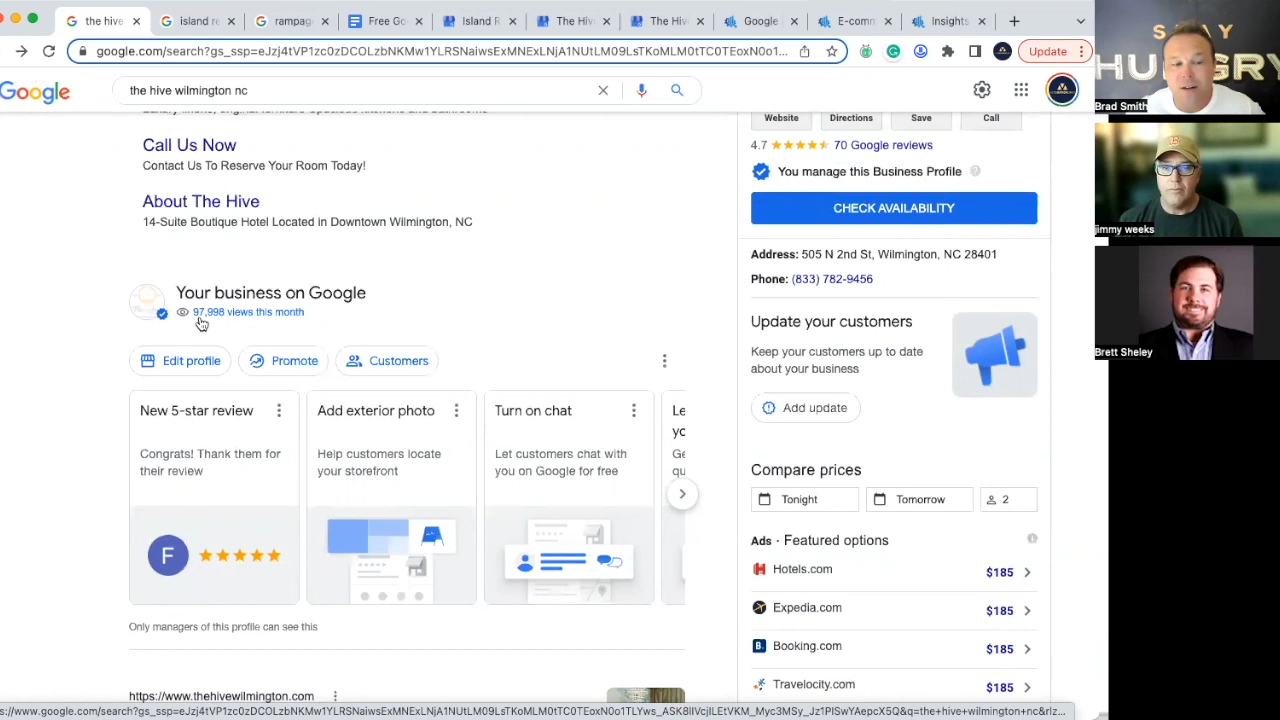 the hive w
island re
rampag
Free Go
Island R
The Hive
The Hive
Google
E-comm
Insights
google.com/search?gs_ssp=eJzj4tVP1zc0zDCOLzbNKMw1YLRSNaiwsExMNExLNjA1NUtLM09LsTKoMLM0tTC0TEoxN0o1...
Update
Google
the hive wilmington nc
Call Us Now
Contact Us To Reserve Your Room Today!
About The Hive
14-Suite Boutique Hotel Located in Downtown Wilmington, NC
Your business on Google
97,998 views this month
Edit profile
Promote
Customers
New 5-star review
Congrats! Thank them for
their review
F
Add exterior photo
Help customers locate
your storefront
Turn on chat
Let customers chat with
you on Google for free
Only managers of this profile can see this
https://www.thehivewilmington.com
Website
Directions
Save
Call
4.7
70 Google reviews
You manage this Business Profile
CHECK AVAILABILITY
Address: 505 N 2nd St, Wilmington, NC 28401
Phone: (833) 782-9456
Update your customers
Keep your customers up to date
about your business
Add update
Compare prices
Tonight
Tomorrow
2
Ads · Featured options
Hotels.com
$185
Expedia.com
$185
B.
Booking.com
$185
Travelocity.com
$185
STAY
HUNGRY
Brad Smith
jimmy weeks
Brett Sheley